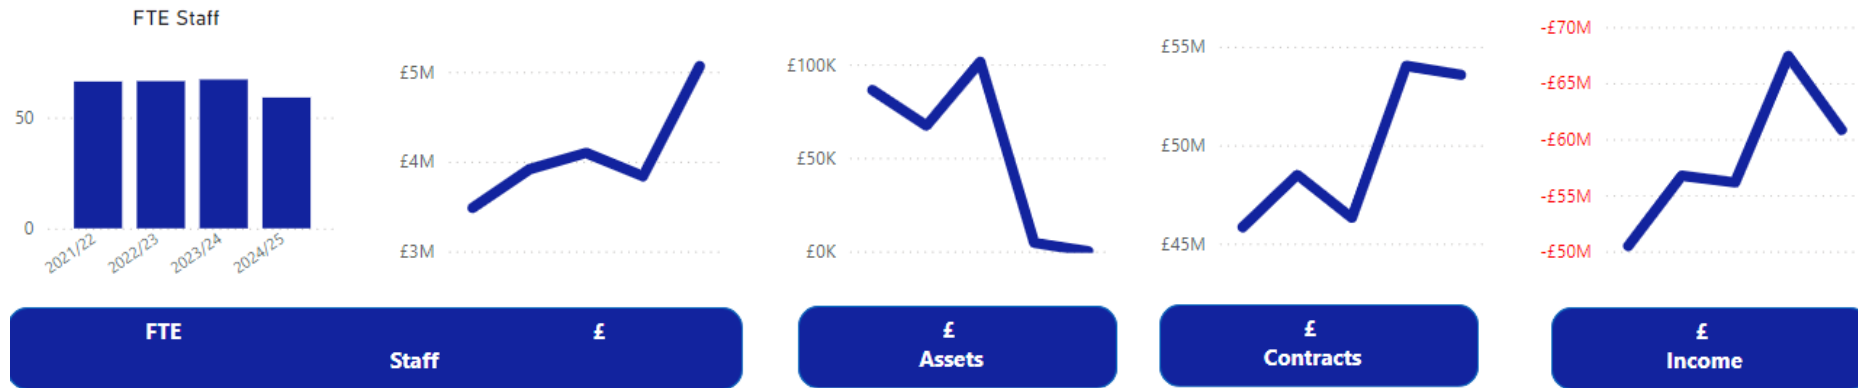 FTE Staff
50
0
2021/22
2022/23
2023/24
2024/25
£5M
£4M
£3M
£100K
£50K
£0K
£55M
£50M
£45M
-£70M
-£65M
-£60M
-£55M
-£50M
FTE £
Staff
£
Assets
£
Contracts
£
Income